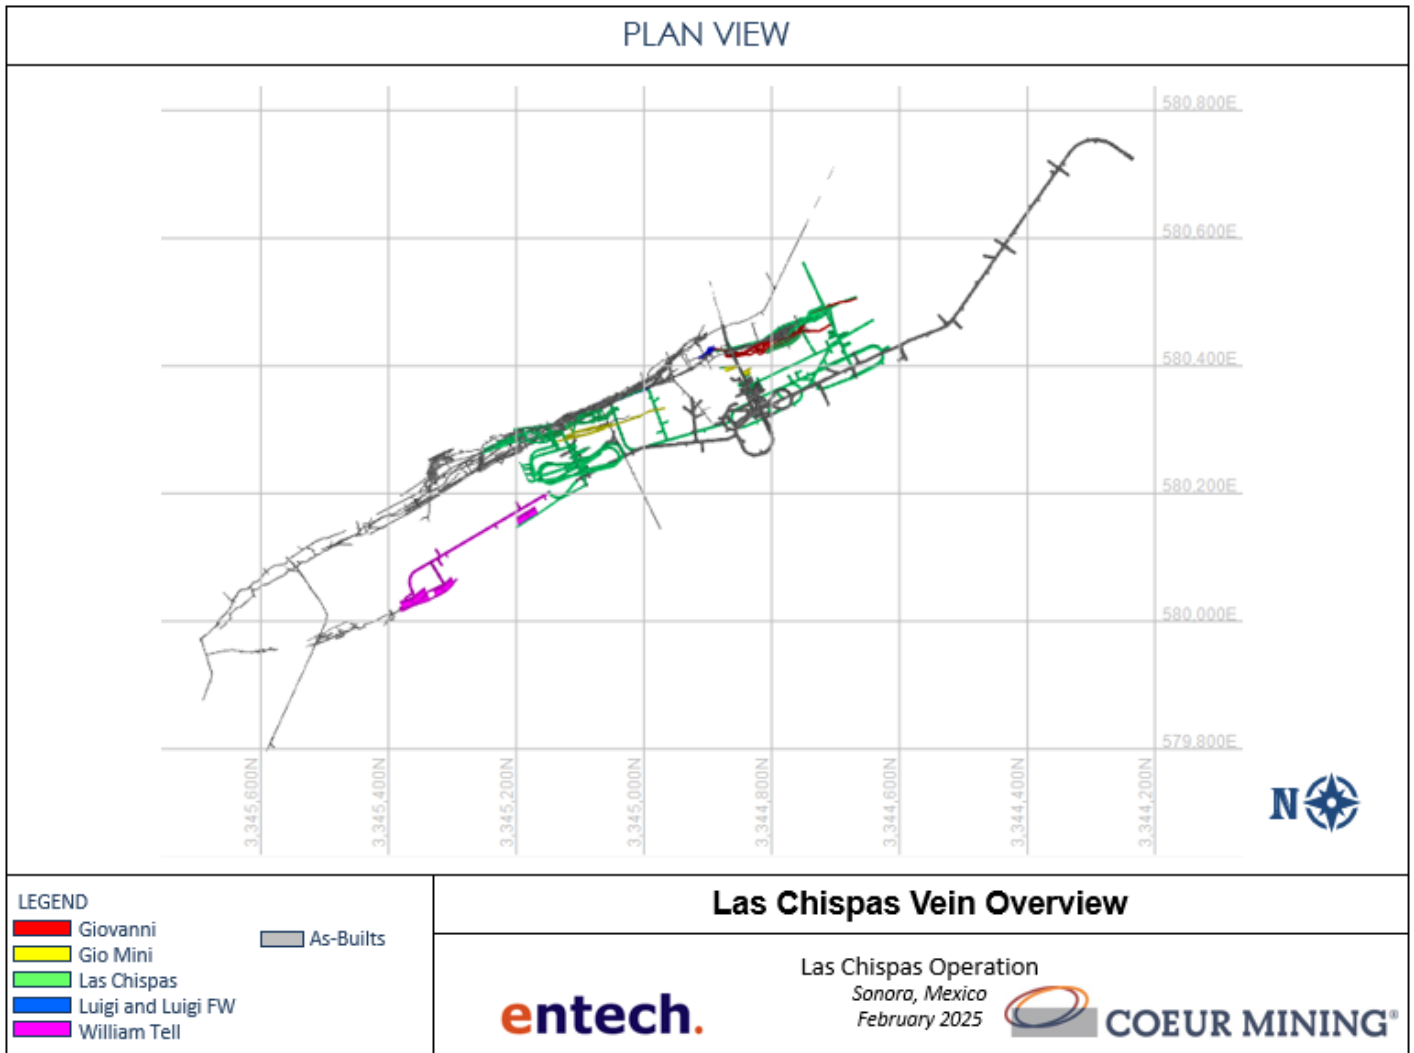 PLAN VIEW
580,800E
580,600E
580,400E
580,200E
580,000E
579,800E
3,345,600N
3,345,400N
3,345,200N
3,345,000N
3,344,800N
3,344,600N
3,344,400N
3,344,200N
N
LEGEND
Giovanni
Gio Mini
Las Chispas
Luigi and Luigi FW
William Tell
As-Builts
Las Chispas Vein Overview
entech.
Las Chispas Operation
Sonora, Mexico
February 2025
COEUR MINING®